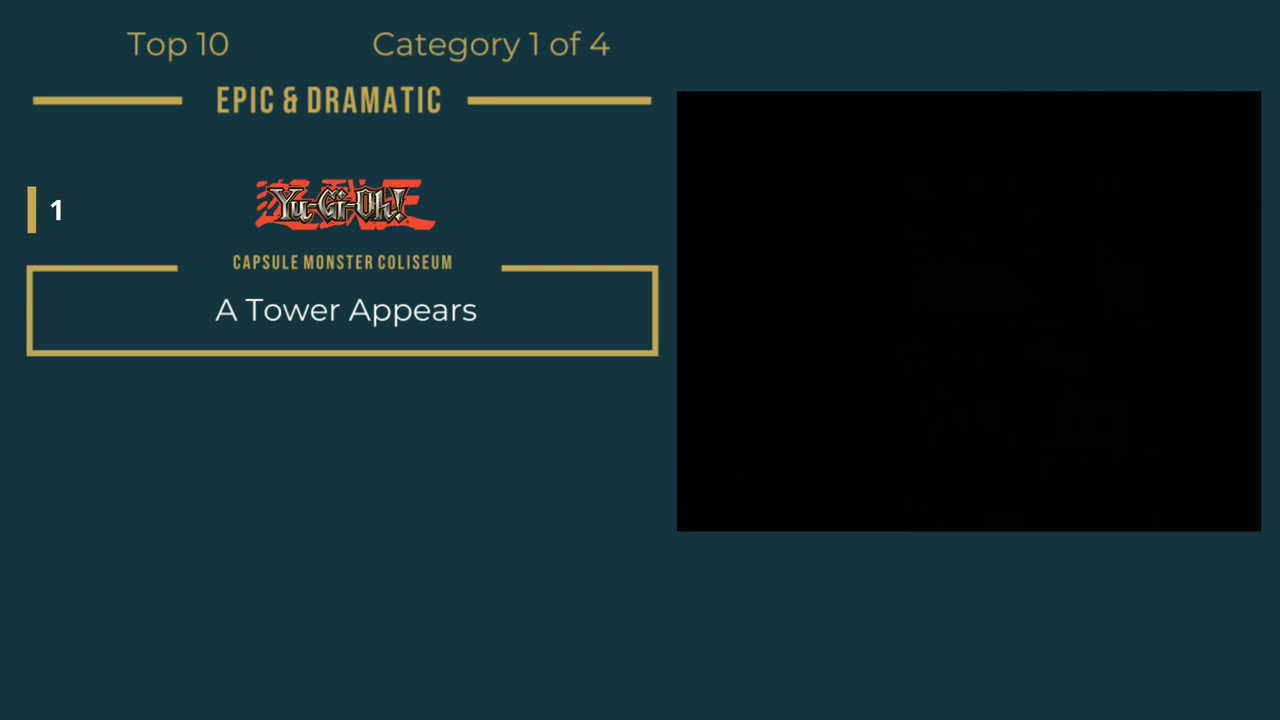 Top 10
Category 1 of 4
EPIC & DRAMATIC
1
Yu-Gi-Oh!
CAPSULE MONSTER COLISEUM
A Tower Appears